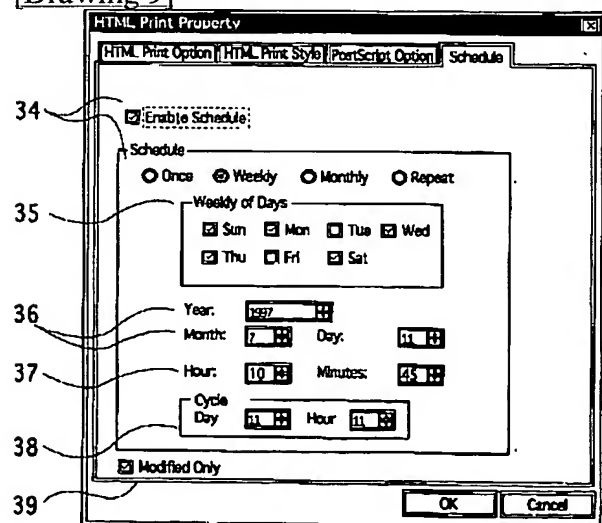 [Drawing 9]
HTML Print Property
HTML Print Option HTML Print Style PostScript Option Schedule
34
Enable Schedule
Schedule
Once Weekly Monthly Repeat
35
Weekly of Days
Sun Mon Tue Wed
Thu Fri Sat
36
Year: 1997
Month: 7 Day: 11
37
Hour: 10 Minutes: 45
Cycle
38
Day 11 Hour 11
Modified Only
39
OK Cancel